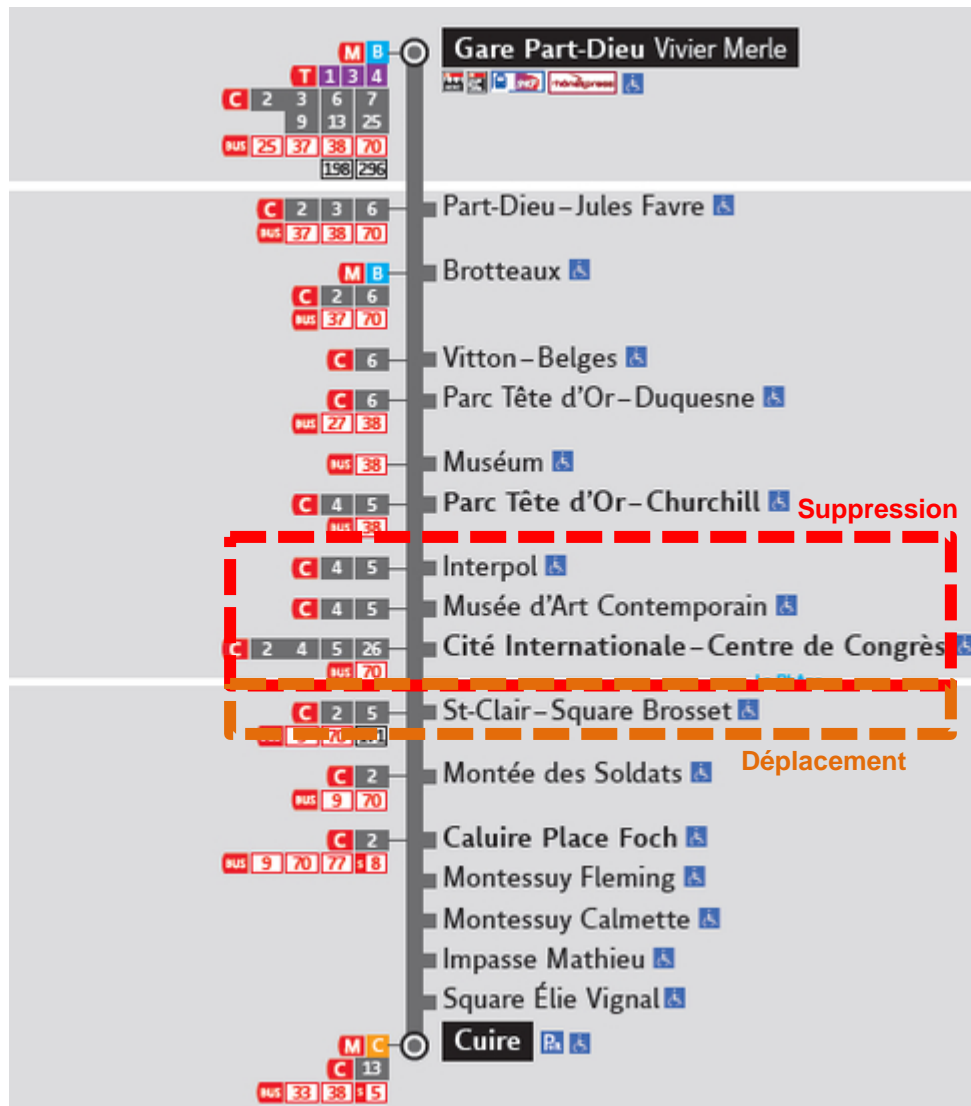 M B Gare Part-Dieu Vivier Merle
T 1 3 4
C 2 3 6 7
9 13 25
BUS 25 37 38 70
198 296
C 2 3 6 Part-Dieu – Jules Favre
BUS 37 38 70
M B Brotteaux
C 2 6
BUS 37 70
C 6 Vitton – Belges
C 6 Parc Tête d'Or – Duquesne
BUS 27 38
BUS 38 Muséum
C 4 5 Parc Tête d'Or – Churchill
Suppression
BUS 38
C 4 5 Interpol
C 4 5 Musée d'Art Contemporain
C 2 4 5 26 Cité Internationale – Centre de Congrès
BUS 70
C 2 5 St-Clair – Square Brosset
9 70
Déplacement
C 2 Montée des Soldats
BUS 9 70
C 2 Caluire Place Foch
BUS 9 70 77 S 8
Montessuy Fleming
Montessuy Calmette
Impasse Mathieu
Square Élie Vignal
M C Cuire
C 13
BUS 33 38 S 5